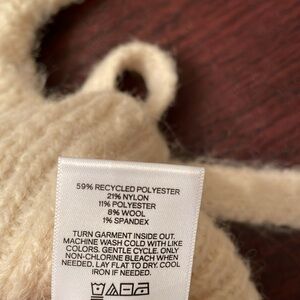 59% RECYCLED POLYESTER
21% NYLON
11% POLYESTER
8% WOOL
1% SPANDEX
TURN GARMENT INSIDE OUT.
MACHINE WASH COLD WITH LIKE
COLORS. GENTLE CYCLE. ONLY
NON-CHLORINE BLEACH WHEN
NEEDED. LAY FLAT TO DRY. COOL
IRON IF NEEDED.